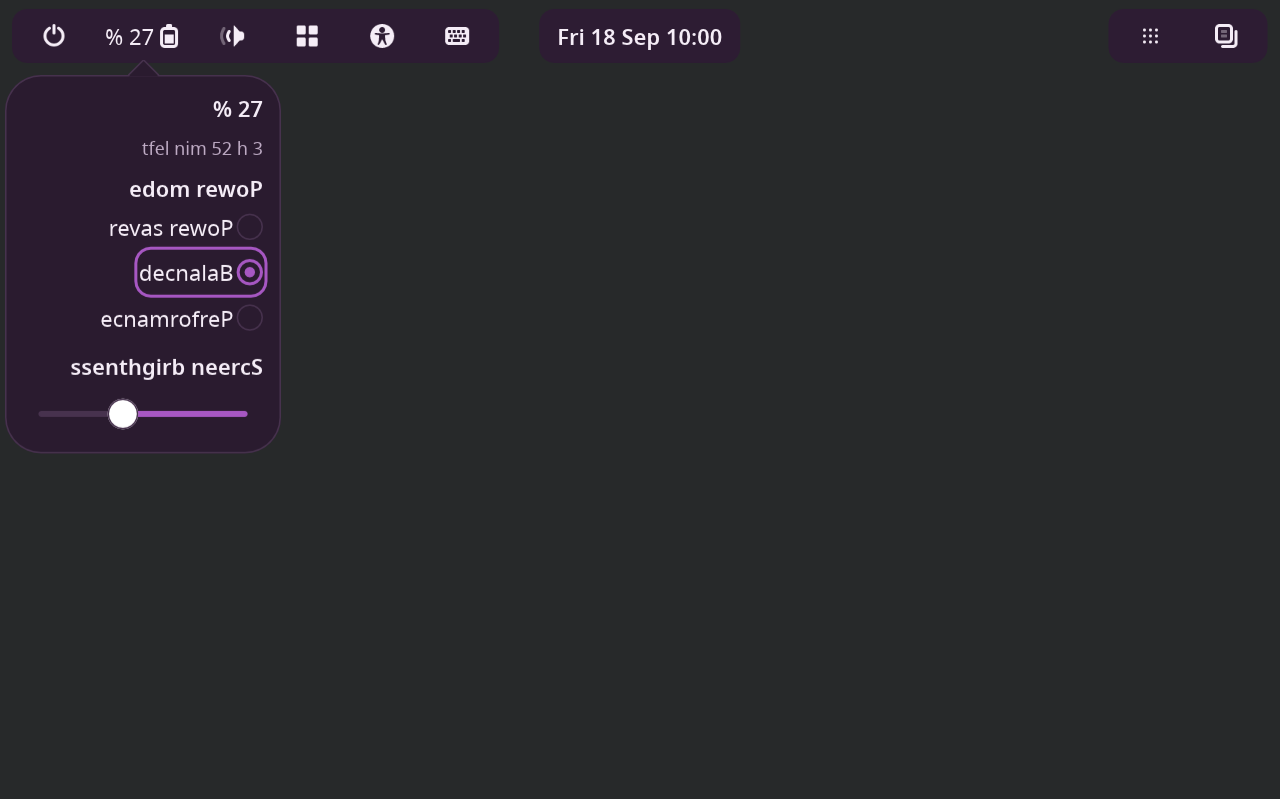 % 27
Fri 18 Sep 10:00
% 27
tfel nim 52 h 3
edom rewoP
revas rewoP
decnalaB
ecnamrofreP
ssenthgirb neercS